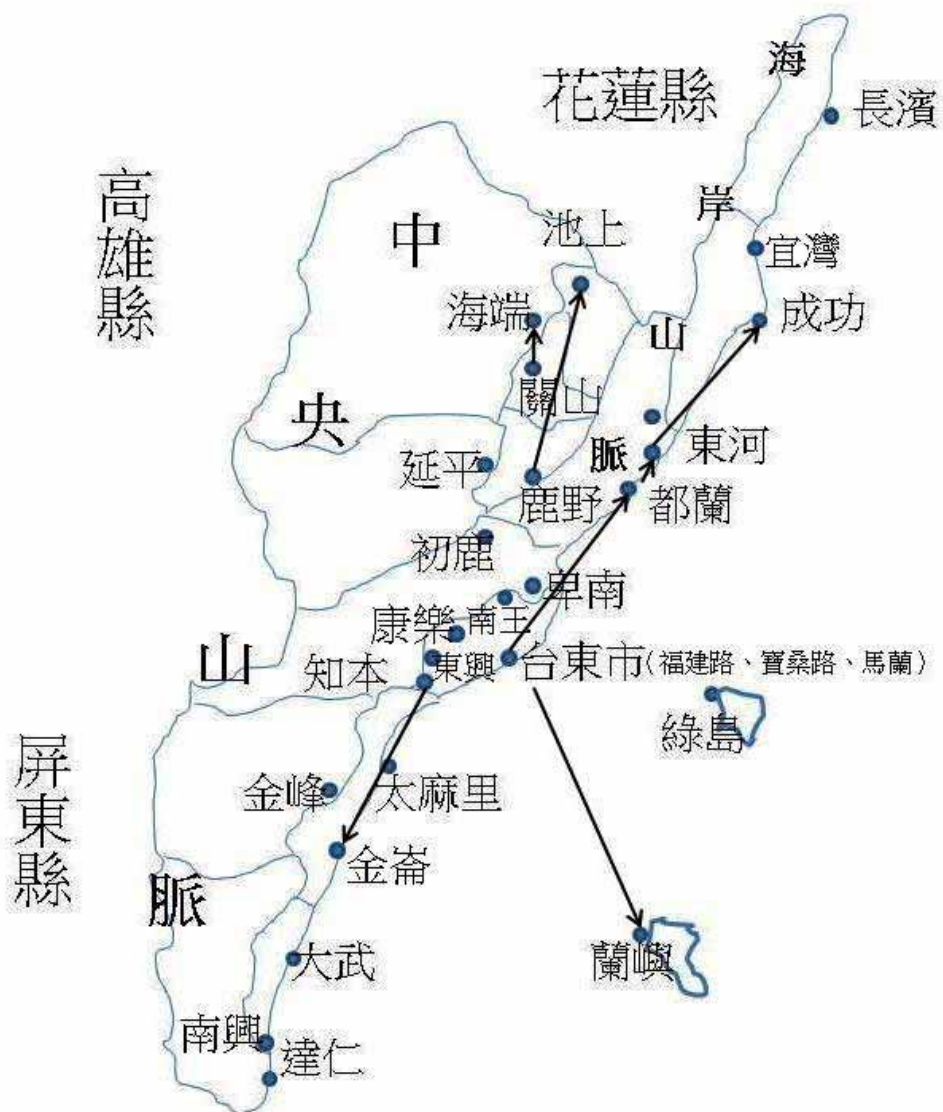 花蓮縣
高雄縣
屏東縣
中央山脈
海岸山脈
長濱
宜灣
成功
池上
海端
關山
延平
鹿野
東河
都蘭
初鹿
卑南
南王
康樂
東興
知本
台東市(福建路、寶桑路、馬蘭)
綠島
金峰
太麻里
金崙
蘭嶼
大武
南興
達仁